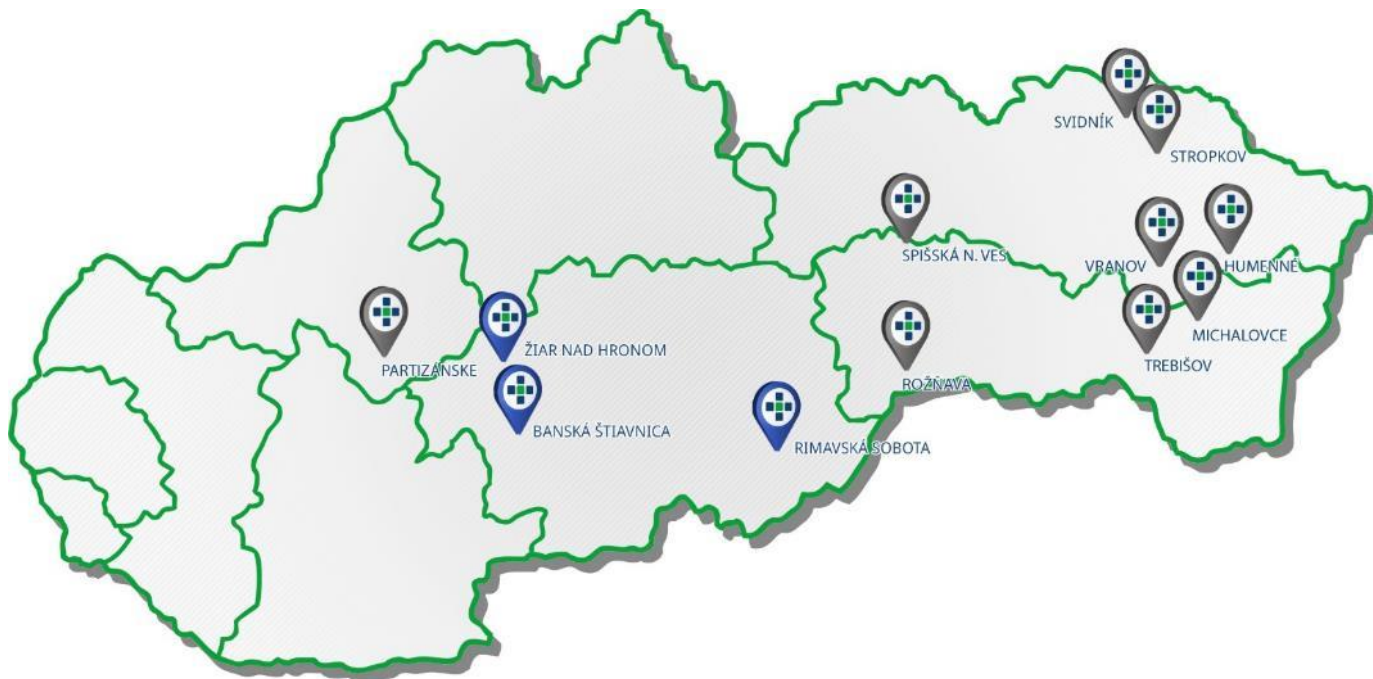 SVIDNÍK
STROPKOV
SPIŠSKÁ N. VES
VRANOV
HUMENNÉ
MICHALOVCE
TREBIŠOV
ROŽŇAVA
PARTIZÁNSKE
ŽIAR NAD HRONOM
BANSKÁ ŠTIAVNICA
RIMAVSKÁ SOBOTA